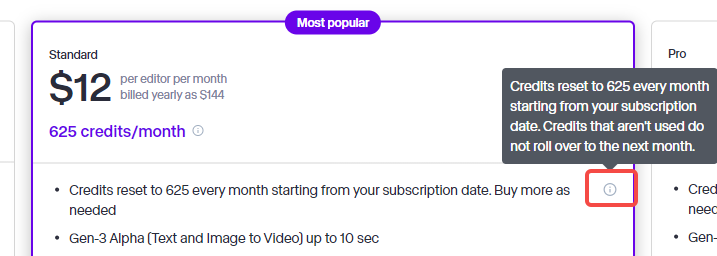 Most popular
Standard
$12
per editor per month
billed yearly as $144
625 credits/month
Pro
Credits reset to 625 every month
starting from your subscription
date. Credits that aren't used do
not roll over to the next month.
Credits reset to 625 every month starting from your subscription date. Buy more as
needed
Gen-3 Alpha (Text and Image to Video) up to 10 sec